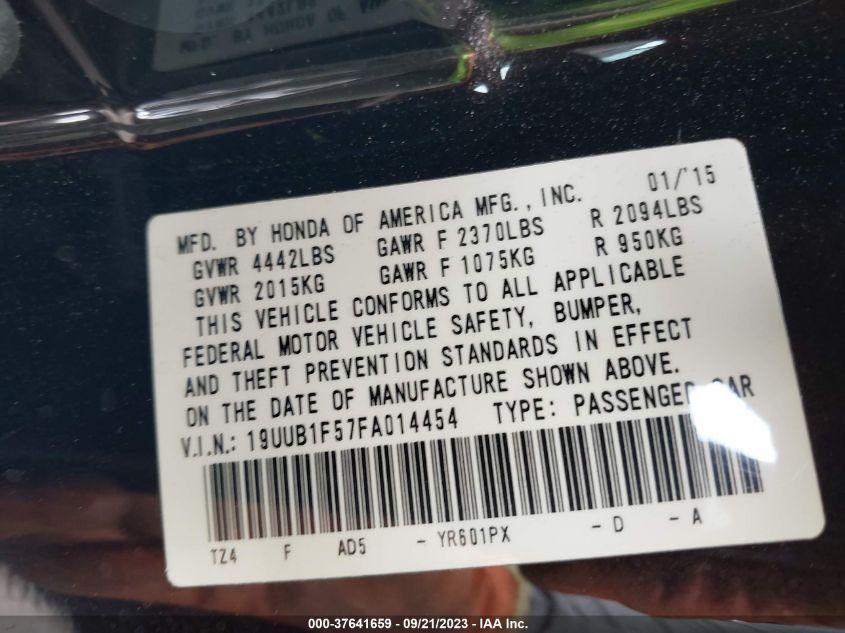 MFD. BY HONDA OF AMERICA MFG., INC. 01/'15
GVWR 4442LBS GAWR F 2370LBS R 2094LBS
GVWR 2015KG GAWR F 1075KG R 950KG
THIS VEHICLE CONFORMS TO ALL APPLICABLE
FEDERAL MOTOR VEHICLE SAFETY, BUMPER,
AND THEFT PREVENTION STANDARDS IN EFFECT
ON THE DATE OF MANUFACTURE SHOWN ABOVE.
V.I.N.: 19UUB1F57FA014454 TYPE: PASSENGER CAR
TZ4 F AD5 - YR601PX - D - A
000-37641659 - 09/21/2023 - IAA Inc.